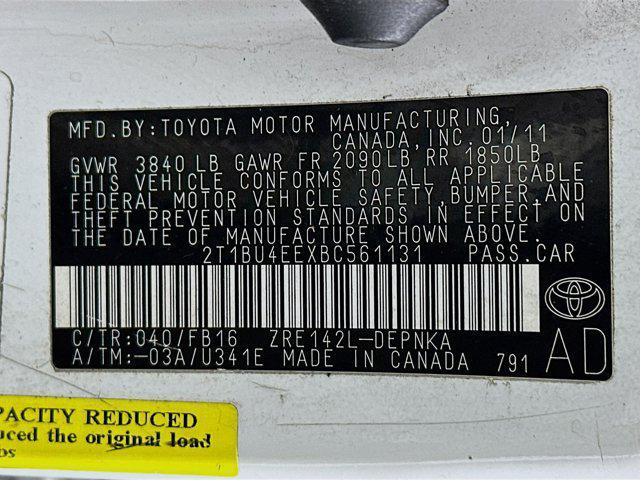 MFD.BY:TOYOTA MOTOR MANUFACTURING,
CANADA,INC. 01/11
GVWR 3840 LB GAWR FR 2090LB RR 1850LB
THIS VEHICLE CONFORMS TO ALL APPLICABLE
FEDERAL MOTOR VEHICLE SAFETY,BUMPER,AND
THEFT PREVENTION STANDARDS IN EFFECT ON
THE DATE OF MANUFACTURE SHOWN ABOVE.
2T1BU4EEXBC561131 PASS.CAR
C/TR:040/FB16 ZRE142L-DEPNKA
A/TM:-03A/U341E MADE IN CANADA 791
AD
PACITY REDUCED
uced the original load
os